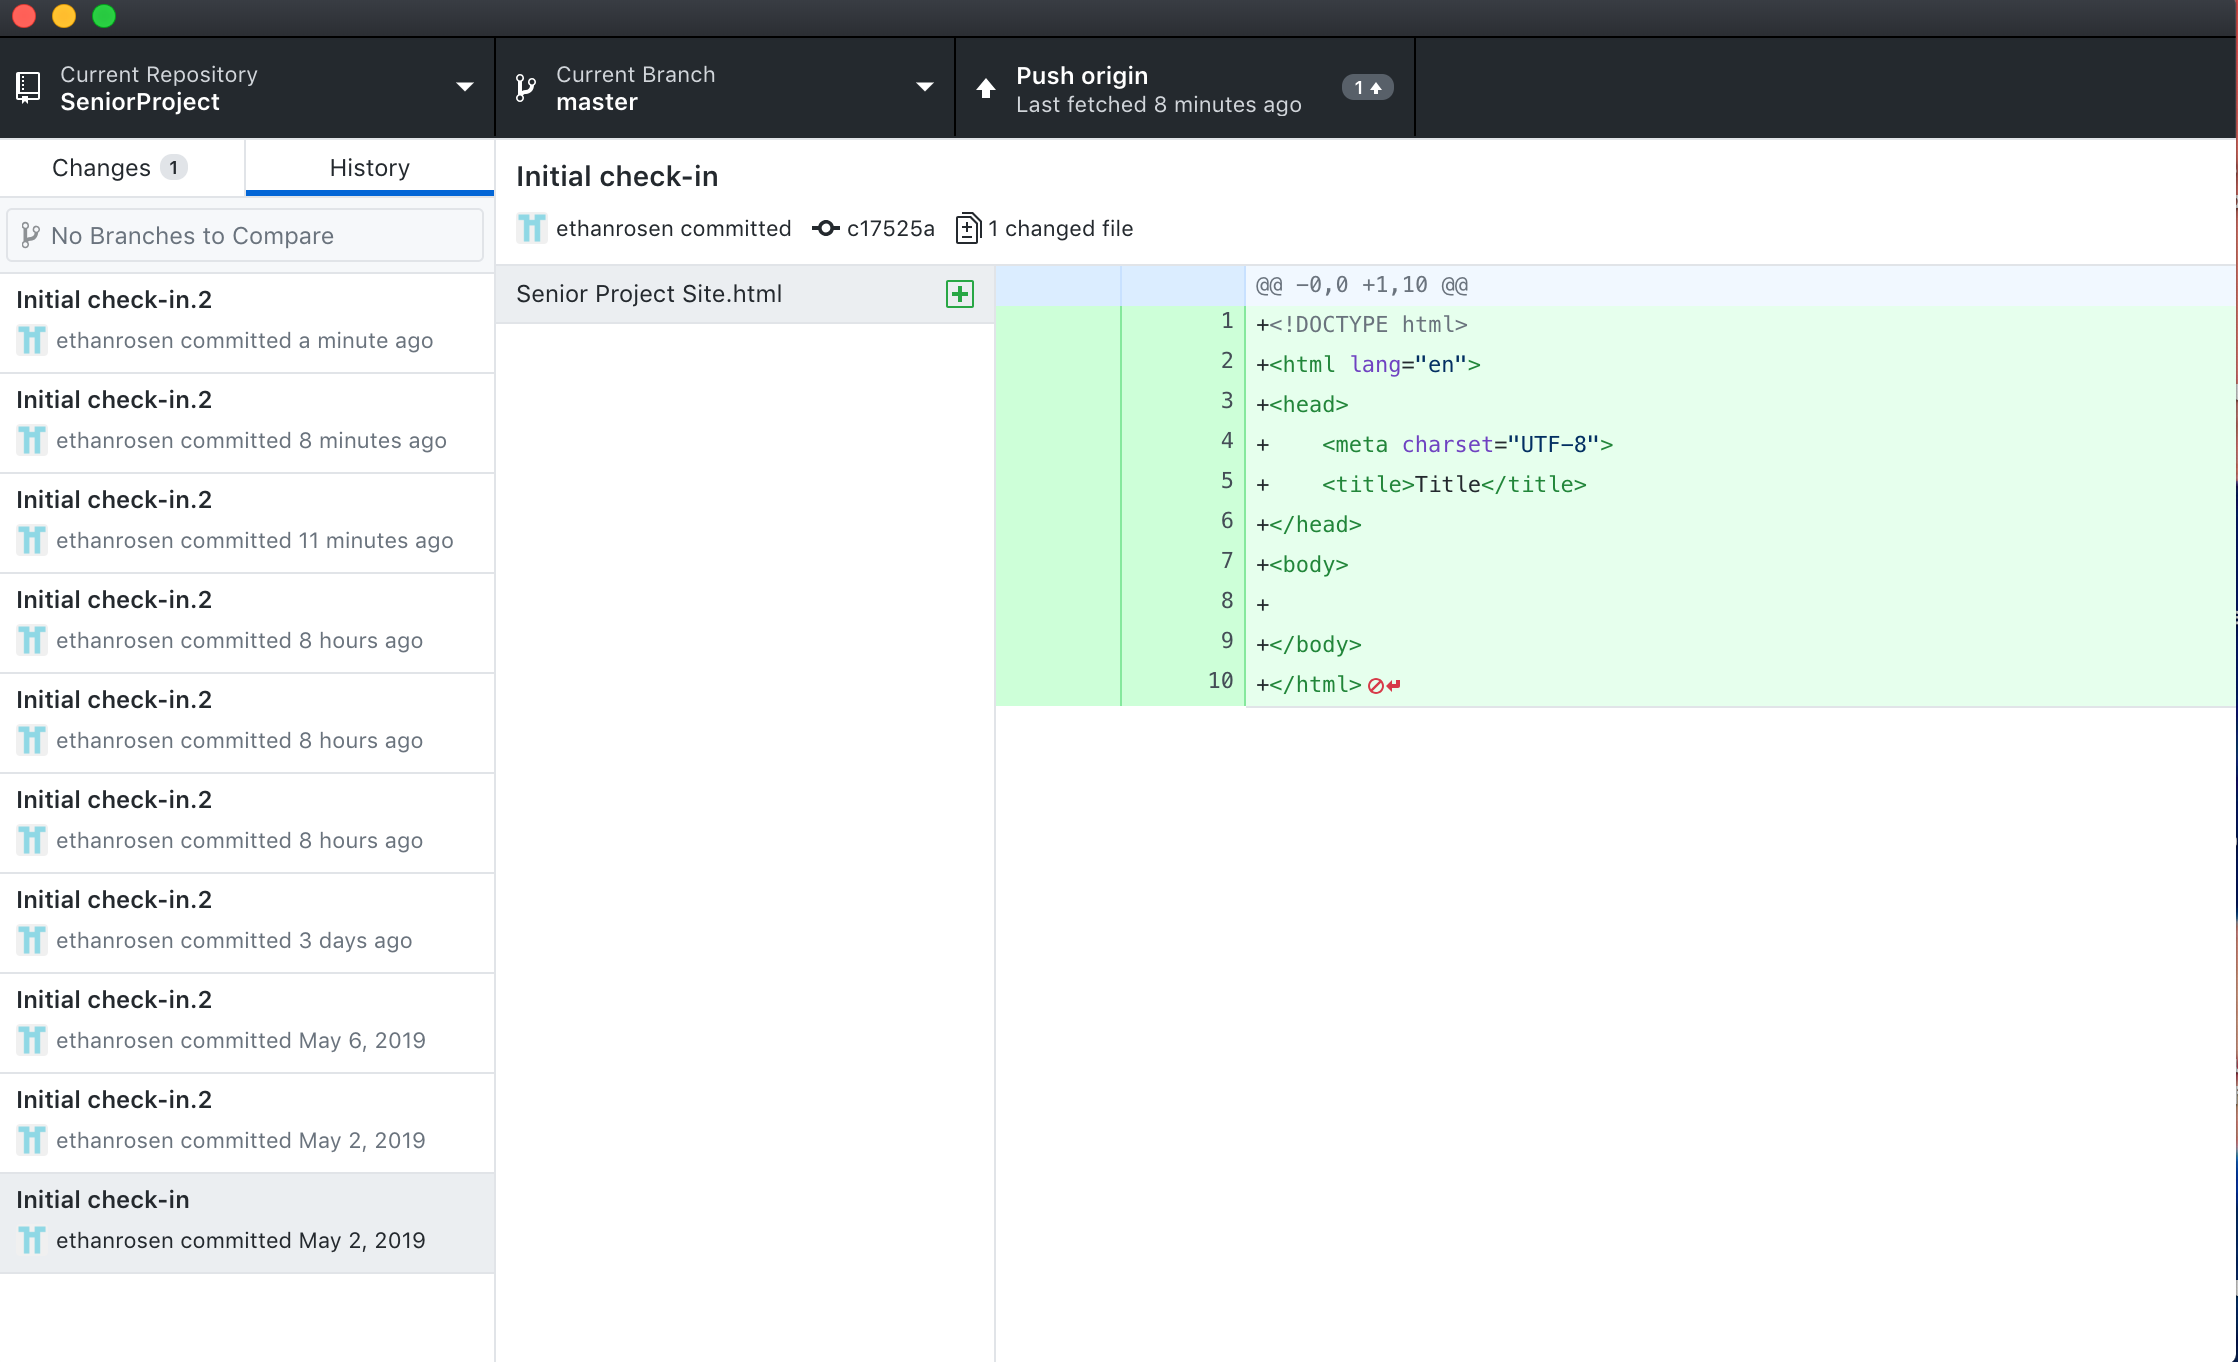 Current Repository
SeniorProject
Current Branch
master
Push origin
Last fetched 8 minutes ago
1
Changes 1
History
No Branches to Compare
Initial check-in.2
ethanrosen committed a minute ago
Initial check-in.2
ethanrosen committed 8 minutes ago
Initial check-in.2
ethanrosen committed 11 minutes ago
Initial check-in.2
ethanrosen committed 8 hours ago
Initial check-in.2
ethanrosen committed 8 hours ago
Initial check-in.2
ethanrosen committed 8 hours ago
Initial check-in.2
ethanrosen committed 3 days ago
Initial check-in.2
ethanrosen committed May 6, 2019
Initial check-in.2
ethanrosen committed May 2, 2019
Initial check-in
ethanrosen committed May 2, 2019
Initial check-in
ethanrosen committed c17525a 1 changed file
Senior Project Site.html
@@ -0,0 +1,10 @@
1 +<!DOCTYPE html>
2 +<html lang="en">
3 +<head>
4 +    <meta charset="UTF-8">
5 +    <title>Title</title>
6 +</head>
7 +<body>
8 +
9 +</body>
10 +</html>